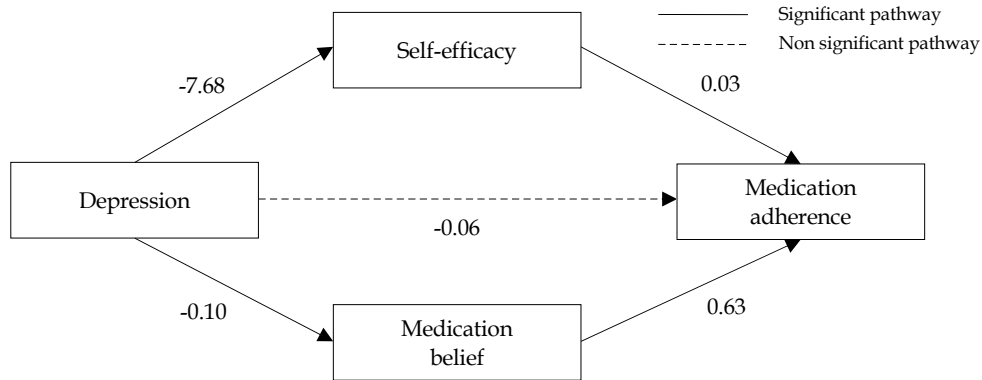 Significant pathway
Non significant pathway
Self-efficacy
-7.68
0.03
Depression
Medication
adherence
-0.06
-0.10
Medication
belief
0.63